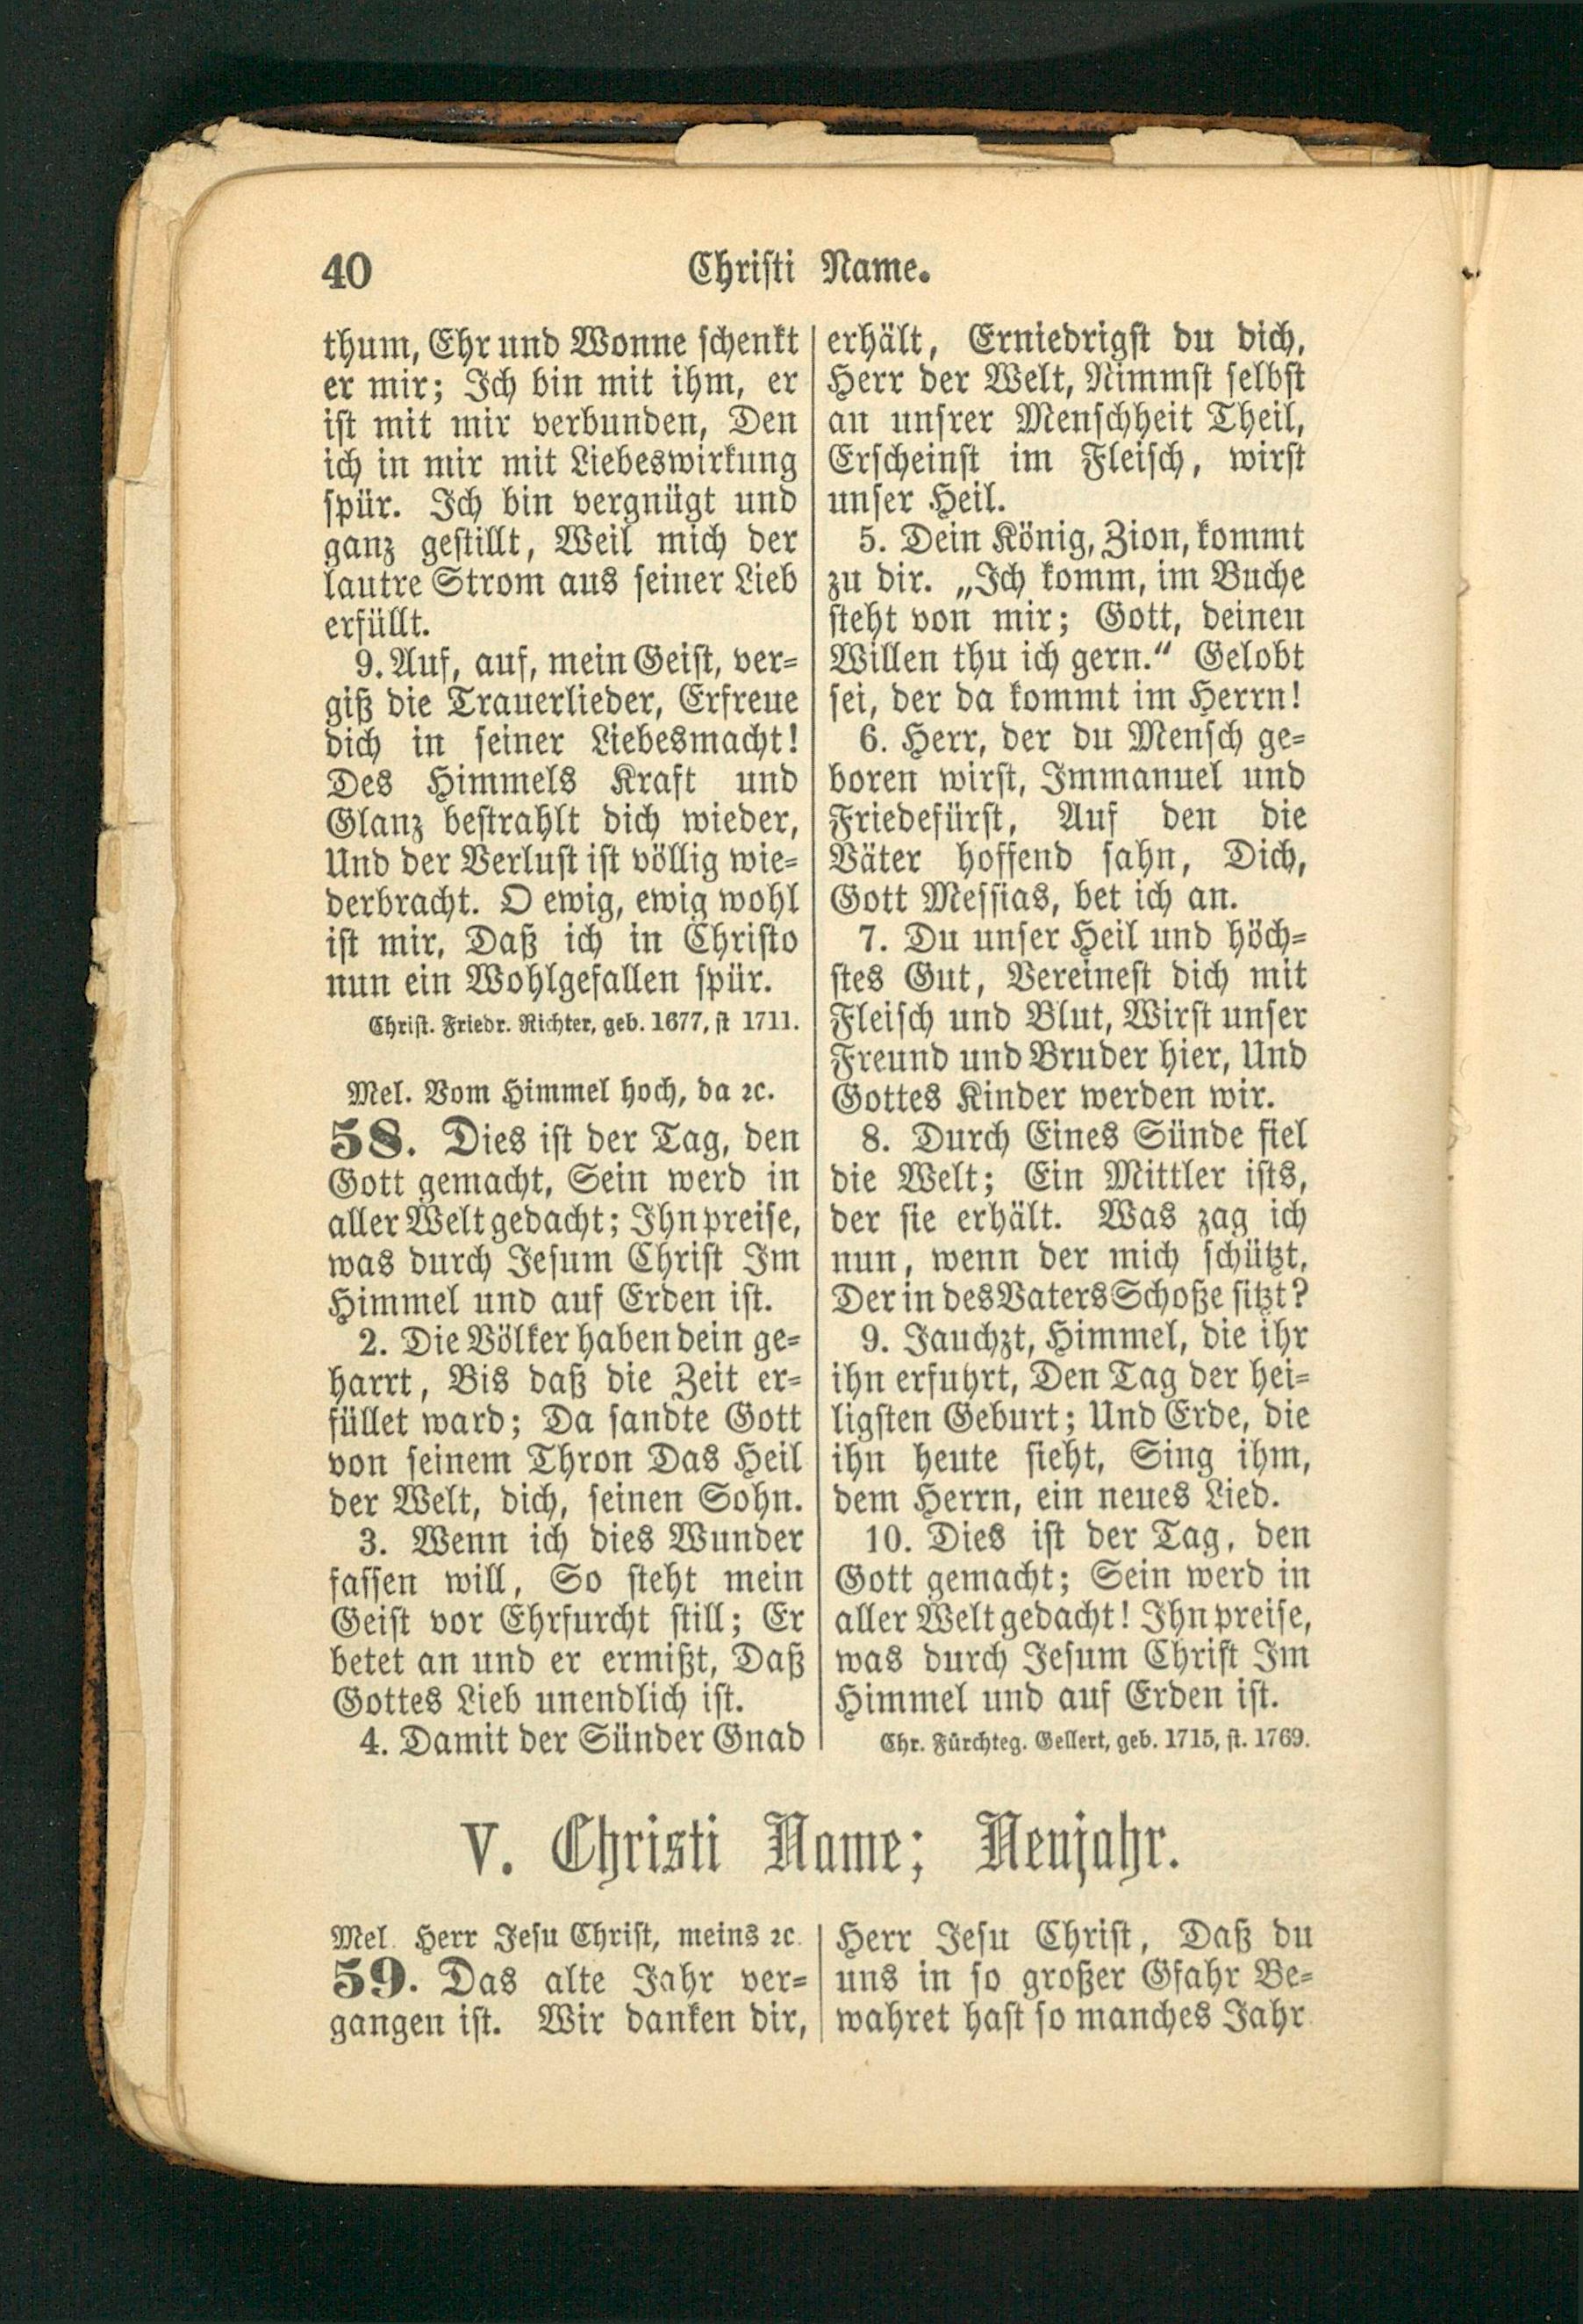 40 Christi Name.
thum, Ehr und Wonne schenkt
er mir; Ich bin mit ihm, er
ist mit mir verbunden, Den
ich in mir mit Liebeswirkung
spür. Ich bin vergnügt und
ganz gestillt, Weil mich der
lautre Strom aus seiner Lieb
erfüllt.
9. Auf, auf, mein Geist, ver-
giß die Trauerlieder, Erfreue
dich in seiner Liebesmacht!
Des Himmels Kraft und
Glanz bestrahlt dich wieder,
Und der Verlust ist völlig wie-
derbracht. O ewig, ewig wohl
ist mir, Daß ich in Christo
nun ein Wohlgefallen spür.
Christ. Friedr. Richter, geb. 1677, st 1711.
Mel. Vom Himmel hoch, da ꝛc.
58. Dies ist der Tag, den
Gott gemacht, Sein werd in
aller Welt gedacht; Ihn preise,
was durch Jesum Christ Im
Himmel und auf Erden ist.
2. Die Völker haben dein ge-
harrt, Bis daß die Zeit er-
füllet ward; Da sandte Gott
von seinem Thron Das Heil
der Welt, dich, seinen Sohn.
3. Wenn ich dies Wunder
fassen will, So steht mein
Geist vor Ehrfurcht still; Er
betet an und er ermißt, Daß
Gottes Lieb unendlich ist.
4. Damit der Sünder Gnad
erhält, Erniedrigst du dich,
Herr der Welt, Nimmst selbst
an unsrer Menschheit Theil,
Erscheinst im Fleisch, wirst
unser Heil.
5. Dein König, Zion, kommt
zu dir. „Ich komm, im Buche
steht von mir; Gott, deinen
Willen thu ich gern.“ Gelobt
sei, der da kommt im Herrn!
6. Herr, der du Mensch ge-
boren wirst, Immanuel und
Friedefürst, Auf den die
Väter hoffend sahn, Dich,
Gott Messias, bet ich an.
7. Du unser Heil und höch-
stes Gut, Vereinest dich mit
Fleisch und Blut, Wirst unser
Freund und Bruder hier, Und
Gottes Kinder werden wir.
8. Durch Eines Sünde fiel
die Welt; Ein Mittler ists,
der sie erhält. Was zag ich
nun, wenn der mich schützt,
Der in des Vaters Schoße sitzt?
9. Jauchzt, Himmel, die ihr
ihn erfuhrt, Den Tag der hei-
ligsten Geburt; Und Erde, die
ihn heute sieht, Sing ihm,
dem Herrn, ein neues Lied.
10. Dies ist der Tag, den
Gott gemacht; Sein werd in
aller Welt gedacht! Ihn preise,
was durch Jesum Christ Im
Himmel und auf Erden ist.
Chr. Fürchteg. Gellert, geb. 1715, st. 1769.
V. Christi Name; Neujahr.
Mel. Herr Jesu Christ, meins ꝛc.
59. Das alte Jahr ver-
gangen ist. Wir danken dir,
Herr Jesu Christ, Daß du
uns in so großer Gfahr Be-
wahret hast so manches Jahr.